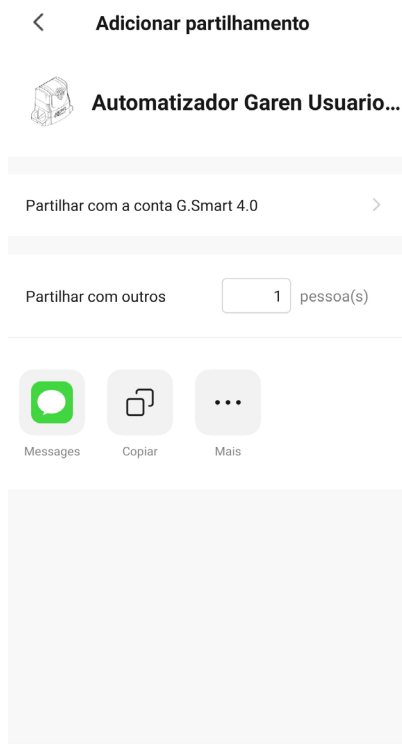 Adicionar partilhamento
Automatizador Garen Usuario...
Partilhar com a conta G.Smart 4.0
Partilhar com outros 1 pessoa(s)
Messages Copiar Mais